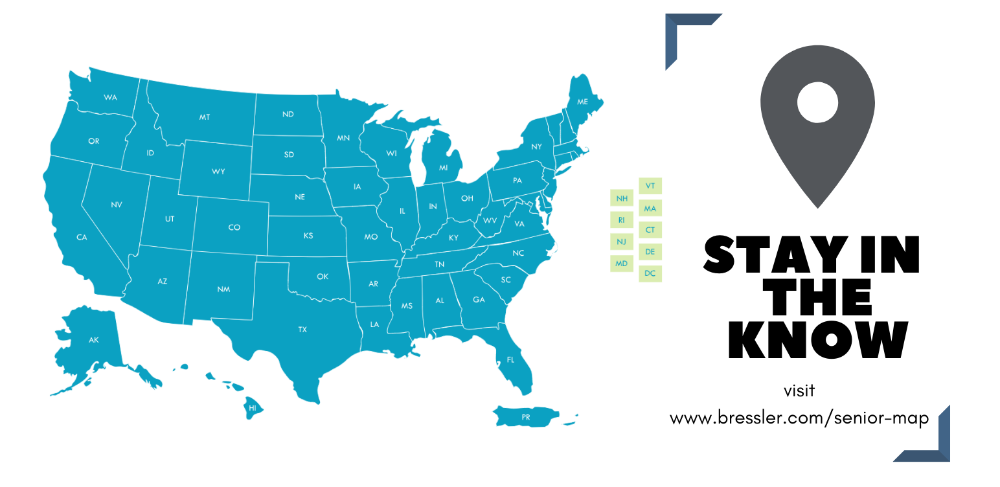 WA
MT
ND
MN
ME
OR
ID
SD
WI
NY
WY
MI
PA
NE
IA
OH
NV
UT
CO
IL
IN
WV
VA
CA
KS
MO
KY
NC
AZ
NM
OK
TN
AR
SC
MS
AL
GA
LA
TX
AK
FL
HI
PR
VT
NH
MA
RI
CT
NJ
DE
MD
DC
STAY IN
THE
KNOW
visit
www.bressler.com/senior-map